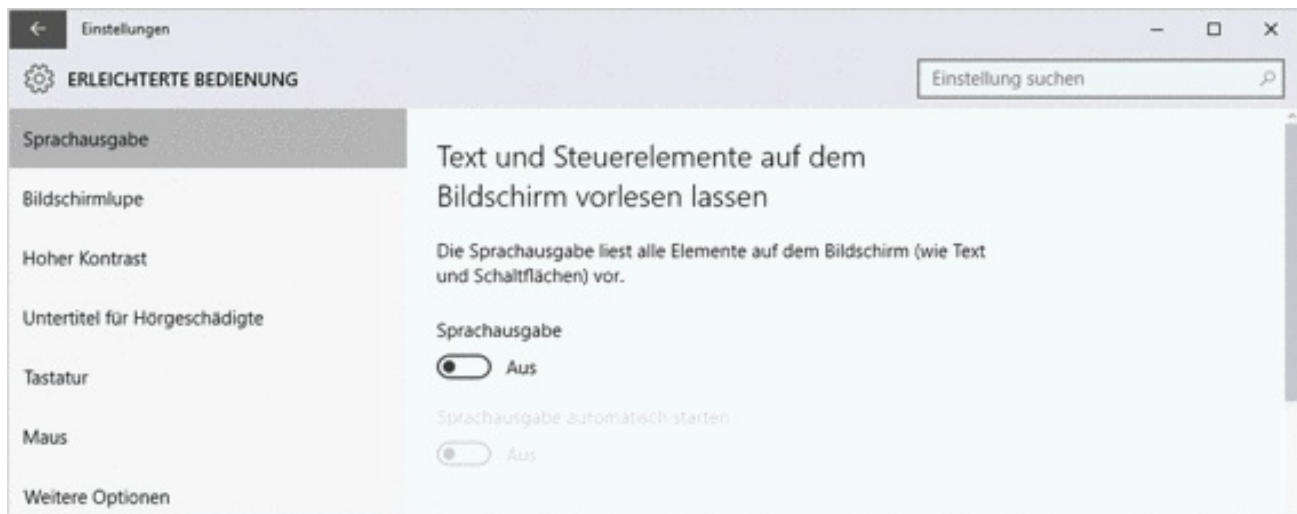 Einstellungen
ERLEICHTERTE BEDIENUNG
Einstellung suchen
Sprachausgabe
Bildschirmlupe
Hoher Kontrast
Untertitel für Hörgeschädigte
Tastatur
Maus
Weitere Optionen
Text und Steuerelemente auf dem
Bildschirm vorlesen lassen
Die Sprachausgabe liest alle Elemente auf dem Bildschirm (wie Text
und Schaltflächen) vor.
Sprachausgabe
Aus
Sprachausgabe automatisch starten
Aus